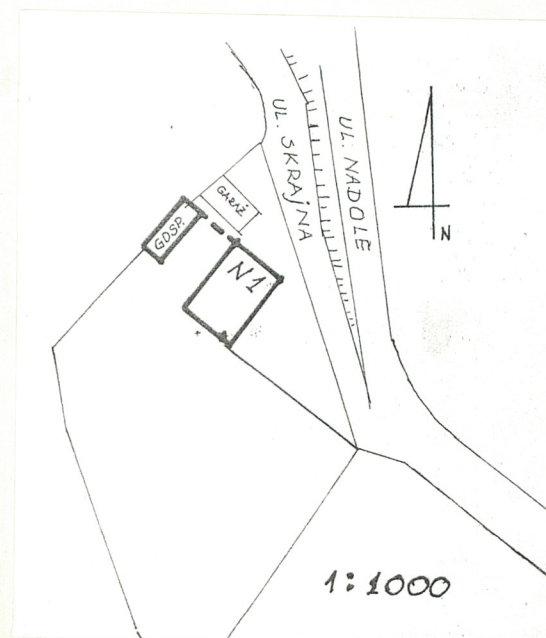 UL. SKRAJNA
UL. NADOLE
GARAŻ
GOSP.
N1
N
1:1000